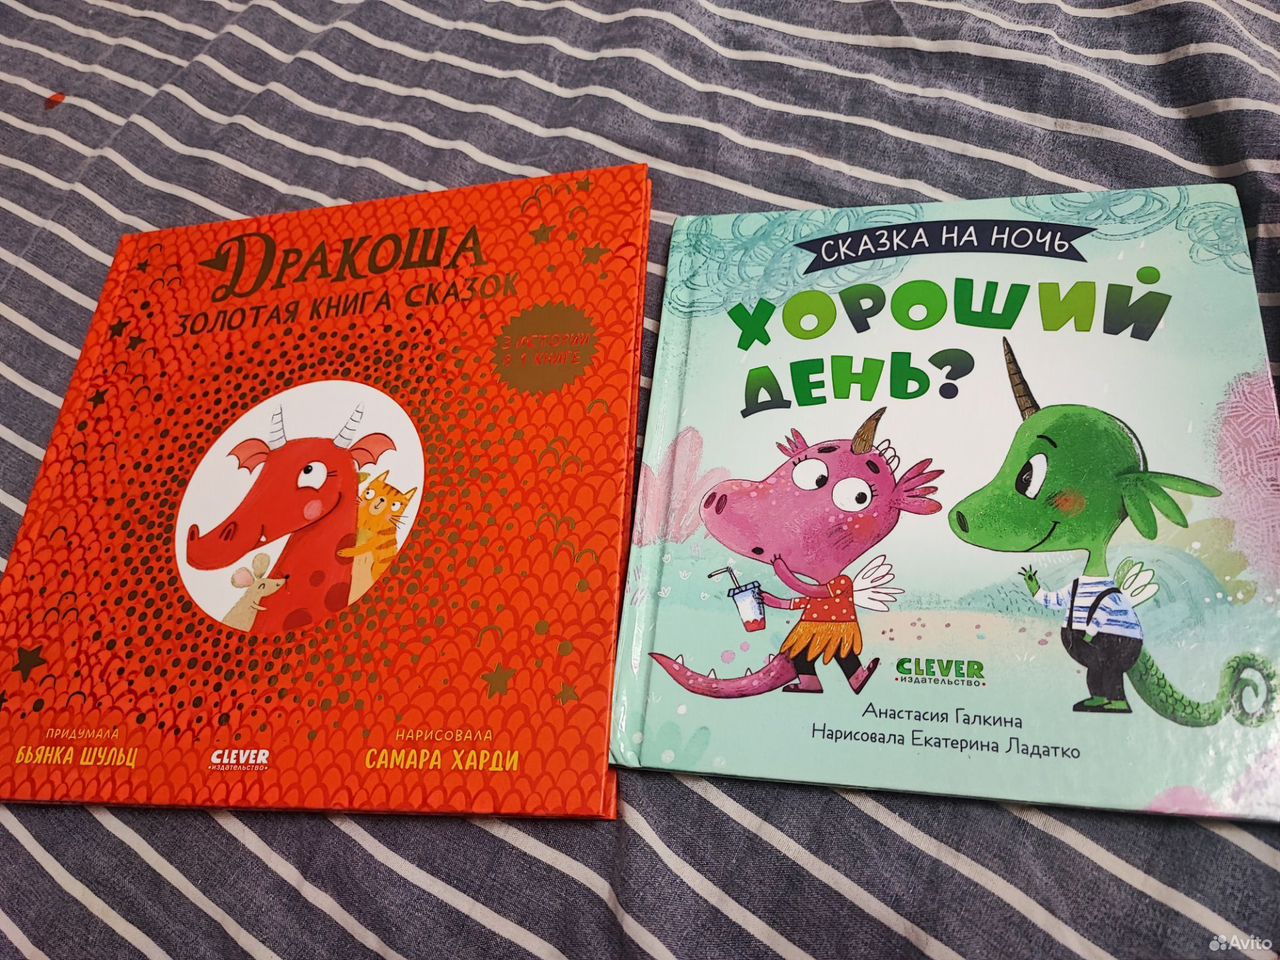 ДРАКОША
ЗОЛОТАЯ КНИГА СКАЗОК
3 ИСТОРИИ
В 1 КНИГЕ
ПРИДУМАЛА
БЬЯНКА ШУЛЬЦ
CLEVER
ИЗДАТЕЛЬСТВО
НАРИСОВАЛА
САМАРА ХАРДИ
СКАЗКА НА НОЧЬ
ХОРОШИЙ
ДЕНЬ?
CLEVER
ИЗДАТЕЛЬСТВО
Анастасия Галкина
Нарисовала Екатерина Ладатко
Avito